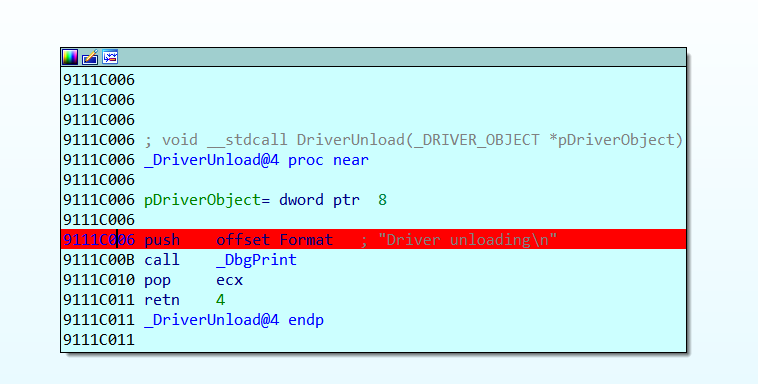 9111C006
9111C006
9111C006
9111C006 ; void __stdcall DriverUnload(_DRIVER_OBJECT *pDriverObject)
9111C006 _DriverUnload@4 proc near
9111C006
9111C006 pDriverObject= dword ptr  8
9111C006
9111C006 push    offset Format   ; "Driver unloading\n"
9111C00B call    _DbgPrint
9111C010 pop     ecx
9111C011 retn    4
9111C011 _DriverUnload@4 endp
9111C011